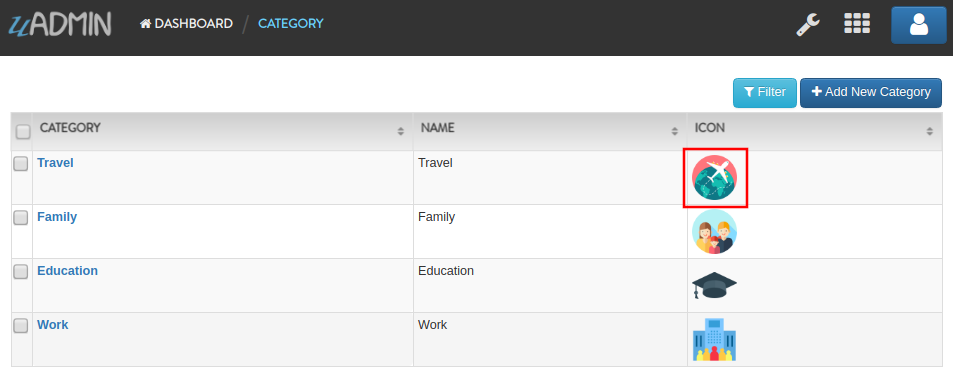 uADMIN DASHBOARD / CATEGORY
Filter + Add New Category
CATEGORY NAME ICON
Travel Travel
Family Family
Education Education
Work Work